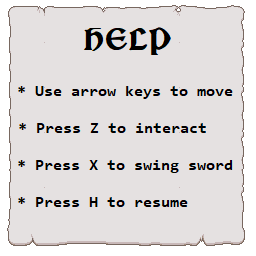 HELP
* Use arrow keys to move
* Press Z to interact
* Press X to swing sword
* Press H to resume